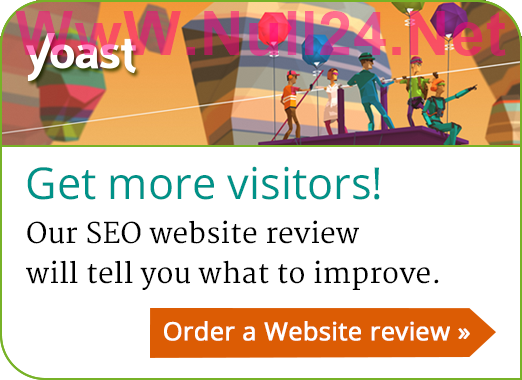 WwW.Null24.Net
yoast
Get more visitors!
Our SEO website review
will tell you what to improve.
Order a Website review »